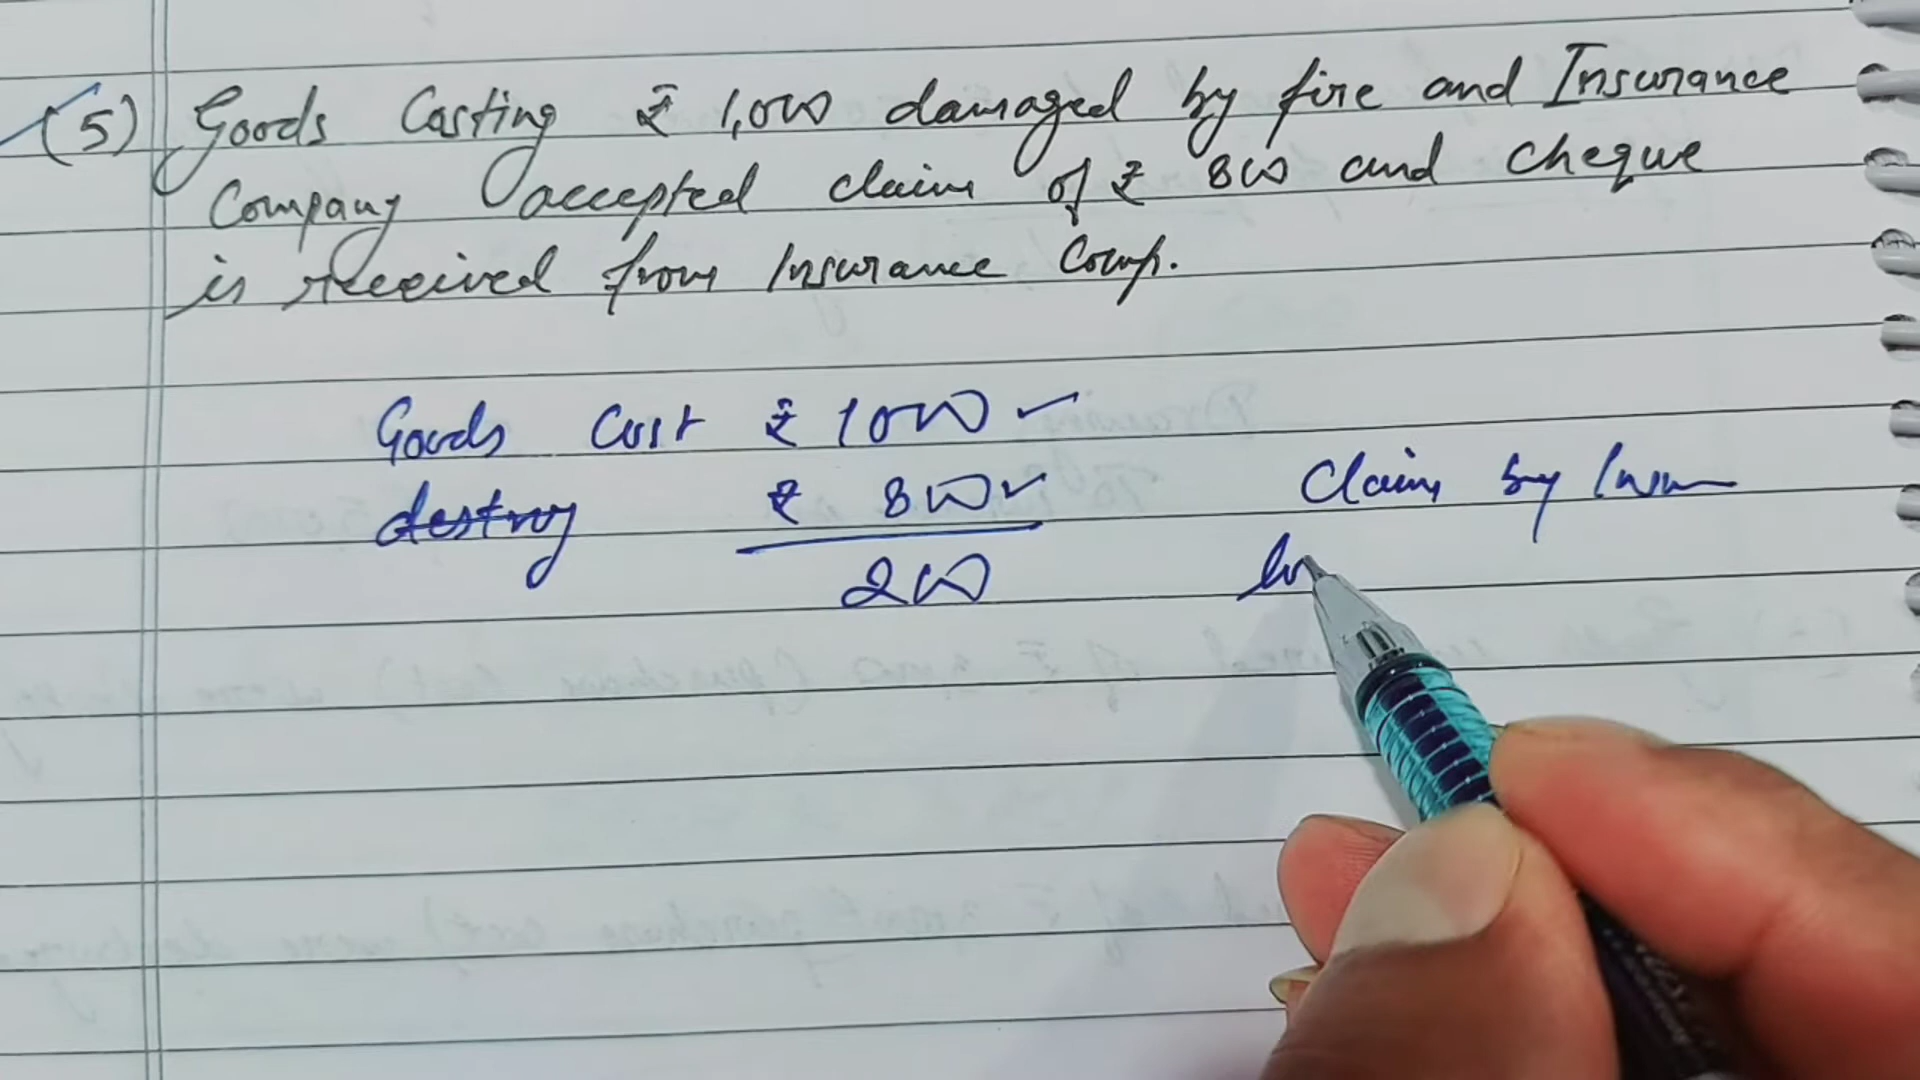 (5) Goods Costing ₹ 1,000 damaged by fire and Insurance
Company accepted claim of ₹ 800 and cheque
is received from Insurance Comp.
Goods Cost ₹ 1000
destroy ₹ 800 Claim by
200